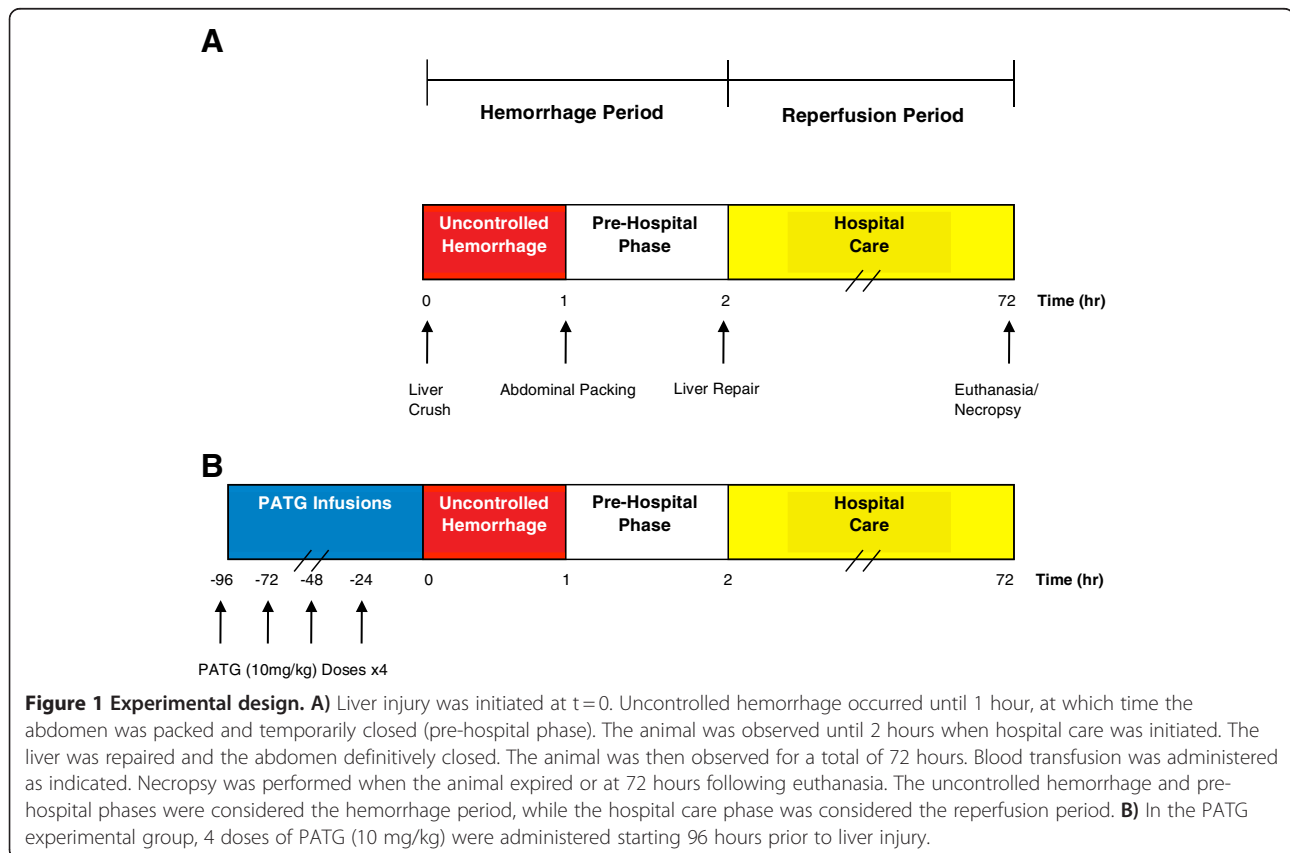 A
Hemorrhage Period
Reperfusion Period
Uncontrolled
Hemorrhage
Pre-Hospital
Phase
Hospital
Care
0
1
2
72
Time (hr)
Liver
Crush
Abdominal Packing
Liver Repair
Euthanasia/
Necropsy
B
PATG Infusions
Uncontrolled
Hemorrhage
Pre-Hospital
Phase
Hospital
Care
-96
-72
-48
-24
0
1
2
72
Time (hr)
PATG (10mg/kg) Doses x4
Figure 1 Experimental design. A) Liver injury was initiated at t = 0. Uncontrolled hemorrhage occurred until 1 hour, at which time the
abdomen was packed and temporarily closed (pre-hospital phase). The animal was observed until 2 hours when hospital care was initiated. The
liver was repaired and the abdomen definitively closed. The animal was then observed for a total of 72 hours. Blood transfusion was administered
as indicated. Necropsy was performed when the animal expired or at 72 hours following euthanasia. The uncontrolled hemorrhage and pre-
hospital phases were considered the hemorrhage period, while the hospital care phase was considered the reperfusion period. B) In the PATG
experimental group, 4 doses of PATG (10 mg/kg) were administered starting 96 hours prior to liver injury.